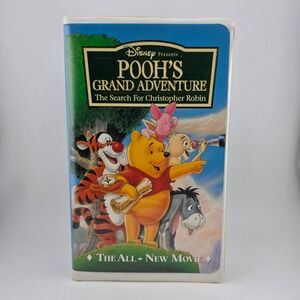 Disney Presents
POOH'S
GRAND ADVENTURE
The Search For Christopher Robin
THE ALL-NEW MOVIE